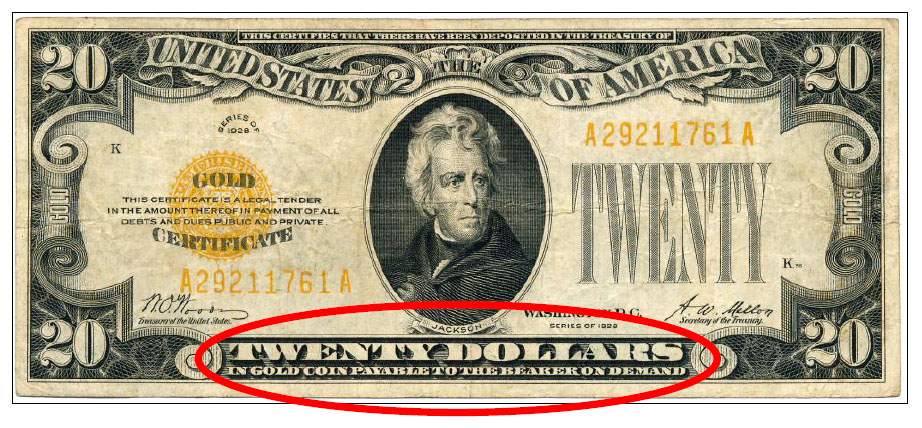 THIS CERTIFIES THAT THERE HAVE BEEN DEPOSITED IN THE TREASURY OF
20 UNITED STATES THE OF AMERICA 20
SERIES OF
1928
A29211761A
K
GOLD
THIS CERTIFICATE IS A LEGAL TENDER
IN THE AMOUNT THEREOF IN PAYMENT OF ALL
DEBTS AND DUES PUBLIC AND PRIVATE.
CERTIFICATE
GOLD
TWENTY
GOLD
K
A29211761A
W.O. Woods
Treasurer of the United States.
JACKSON
WASHINGTON, D.C.
SERIES OF 1928
A. W. Mellon
Secretary of the Treasury.
20 TWENTY DOLLARS 20
IN GOLD COIN PAYABLE TO THE BEARER ON DEMAND